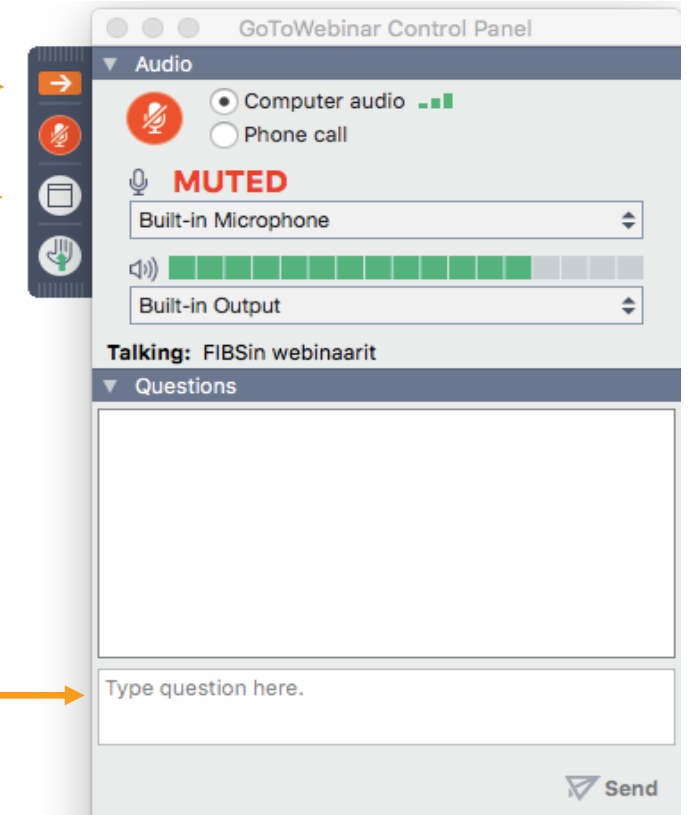 GoToWebinar Control Panel
Audio
Computer audio
Phone call
MUTED
Built-in Microphone
Built-in Output
Talking: FIBSin webinaarit
Questions
Type question here.
Send